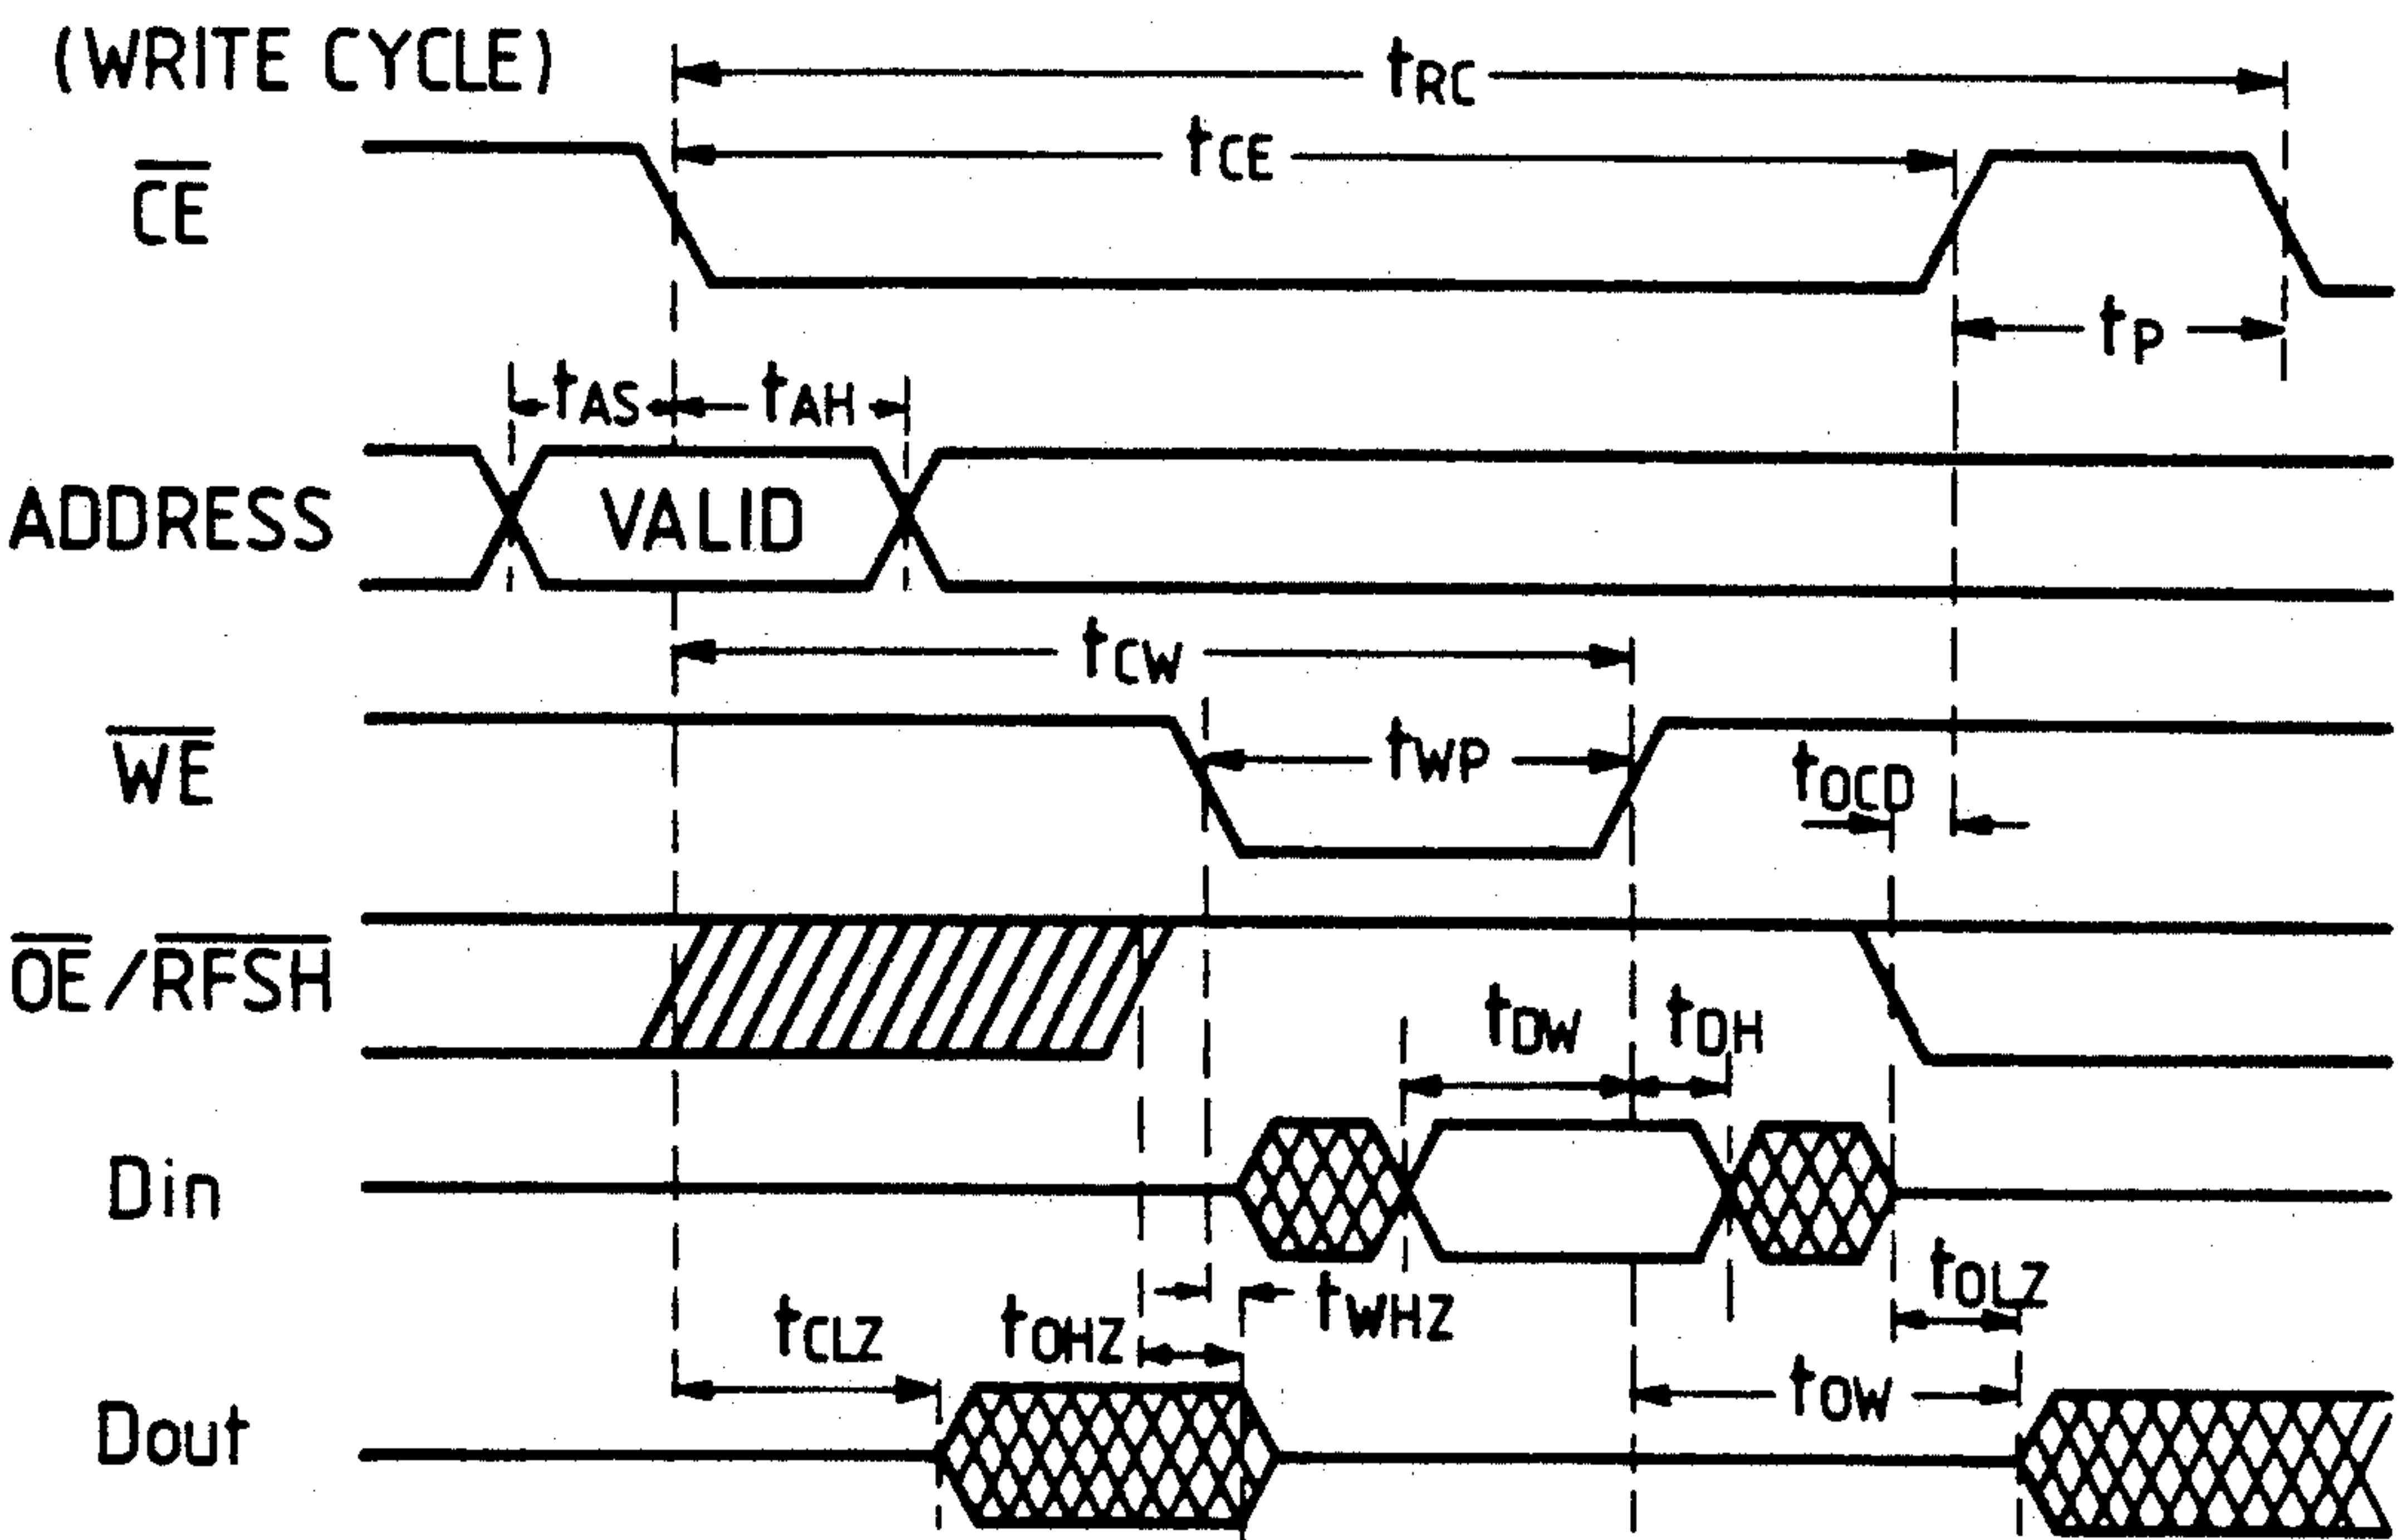 (WRITE CYCLE)
tRC
tCE
CE
tP
tAS
tAH
ADDRESS
VALID
tCW
WE
tWP
tOCD
OE/RFSH
tDW
tDH
Din
tOLZ
tCLZ
tOHZ
tWHZ
tOW
Dout